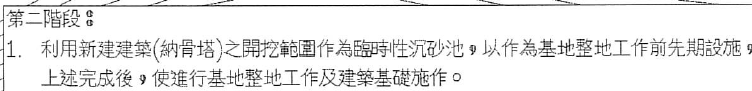 第二階段：
1. 利用新建建築(納骨塔)之開挖範圍作為臨時性沉砂池，以作為基地整地工作前先期設施，
上述完成後，使進行基地整地工作及建築基礎施作。